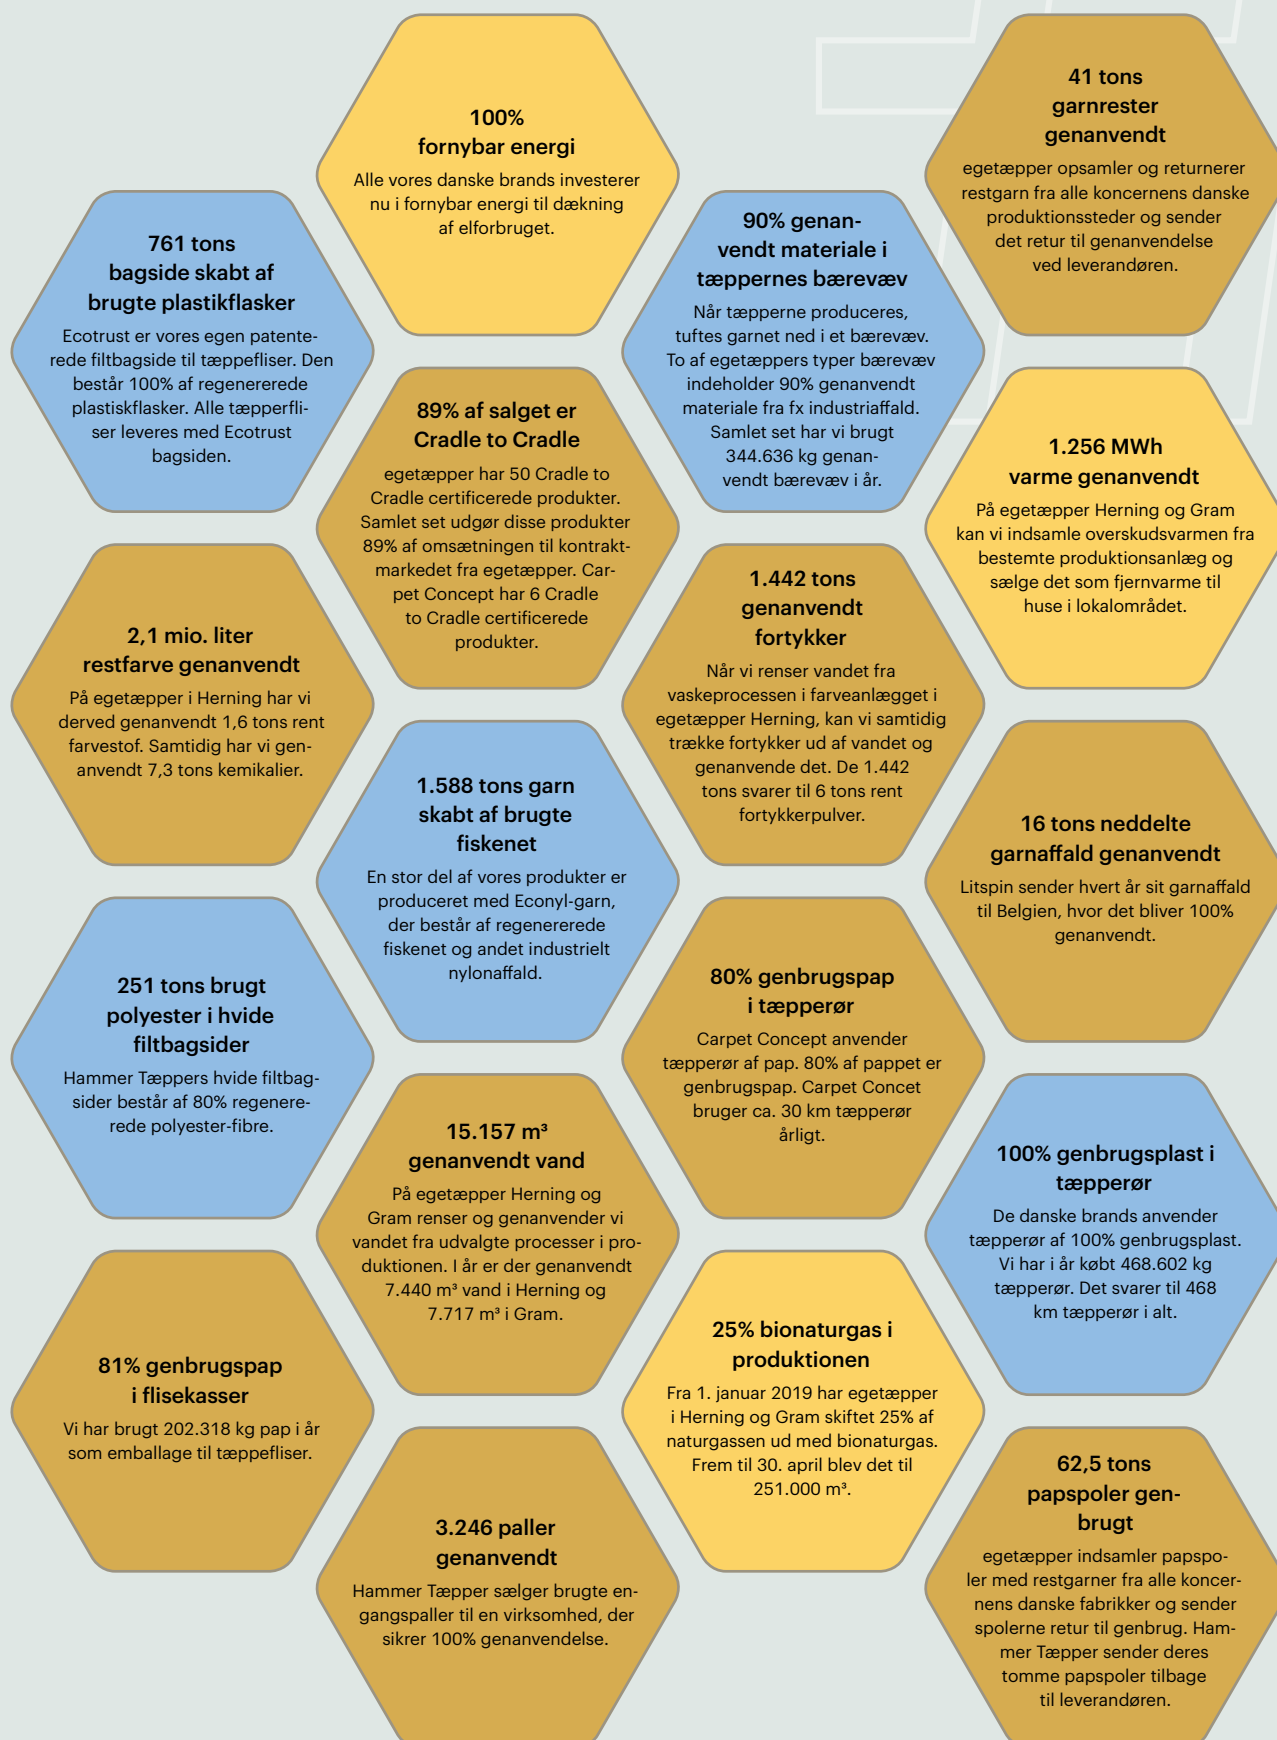 100%
fornybar energi
Alle vores danske brands investerer
nu i fornybar energi til dækning
af elforbruget.
41 tons
garnrester
genanvendt
egetæpper opsamler og returnerer
restgarn fra alle koncernens danske
produktionssteder og sender
det retur til genanvendelse
ved leverandøren.
761 tons
bagside skabt af
brugte plastikflasker
Ecotrust er vores egen patente-
rede filtbagside til tæppefliser. Den
består 100% af regenererede
plastiskflasker. Alle tæpperfli-
ser leveres med Ecotrust
bagsiden.
90% genan-
vendt materiale i
tæppernes bærevæv
Når tæpperne produceres,
tuftes garnet ned i et bærevæv.
To af egetæppers typer bærevæv
indeholder 90% genanvendt
materiale fra fx industriaffald.
Samlet set har vi brugt
344.636 kg genan-
vendt bærevæv i år.
89% af salget er
Cradle to Cradle
egetæpper har 50 Cradle to
Cradle certificerede produkter.
Samlet set udgør disse produkter
89% af omsætningen til kontrakt-
markedet fra egetæpper. Car-
pet Concept har 6 Cradle
to Cradle certificerede
produkter.
1.256 MWh
varme genanvendt
På egetæpper Herning og Gram
kan vi indsamle overskudsvarmen fra
bestemte produktionsanlæg og
sælge det som fjernvarme til
huse i lokalområdet.
2,1 mio. liter
restfarve genanvendt
På egetæpper i Herning har vi
derved genanvendt 1,6 tons rent
farvestof. Samtidig har vi gen-
anvendt 7,3 tons kemikalier.
1.442 tons
genanvendt
fortykker
Når vi renser vandet fra
vaskeprocessen i farveanlægget i
egetæpper Herning, kan vi samtidig
trække fortykker ud af vandet og
genanvende det. De 1.442
tons svarer til 6 tons rent
fortykkerpulver.
1.588 tons garn
skabt af brugte
fiskenet
En stor del af vores produkter er
produceret med Econyl-garn,
der består af regenererede
fiskenet og andet industrielt
nylonaffald.
16 tons neddelte
garnaffald genanvendt
Litspin sender hvert år sit garnaffald
til Belgien, hvor det bliver 100%
genanvendt.
251 tons brugt
polyester i hvide
filtbagsider
Hammer Tæppers hvide filtbag-
sider består af 80% regenere-
rede polyester-fibre.
80% genbrugspap
i tæpperør
Carpet Concept anvender
tæpperør af pap. 80% af pappet er
genbrugspap. Carpet Concet
bruger ca. 30 km tæpperør
årligt.
15.157 m³
genanvendt vand
På egetæpper Herning og
Gram renser og genanvender vi
vandet fra udvalgte processer i pro-
duktionen. I år er der genanvendt
7.440 m³ vand i Herning og
7.717 m³ i Gram.
100% genbrugsplast i
tæpperør
De danske brands anvender
tæpperør af 100% genbrugsplast.
Vi har i år købt 468.602 kg
tæpperør. Det svarer til 468
km tæpperør i alt.
81% genbrugspap
i flisekasser
Vi har brugt 202.318 kg pap i år
som emballage til tæppefliser.
25% bionaturgas i
produktionen
Fra 1. januar 2019 har egetæpper
i Herning og Gram skiftet 25% af
naturgassen ud med bionaturgas.
Frem til 30. april blev det til
251.000 m³.
3.246 paller
genanvendt
Hammer Tæpper sælger brugte en-
gangspaller til en virksomhed, der
sikrer 100% genanvendelse.
62,5 tons
papspoler gen-
brugt
egetæpper indsamler papspo-
ler med restgarner fra alle koncer-
nens danske fabrikker og sender
spolerne retur til genbrug. Ham-
mer Tæpper sender deres
tomme papspoler tilbage
til leverandøren.